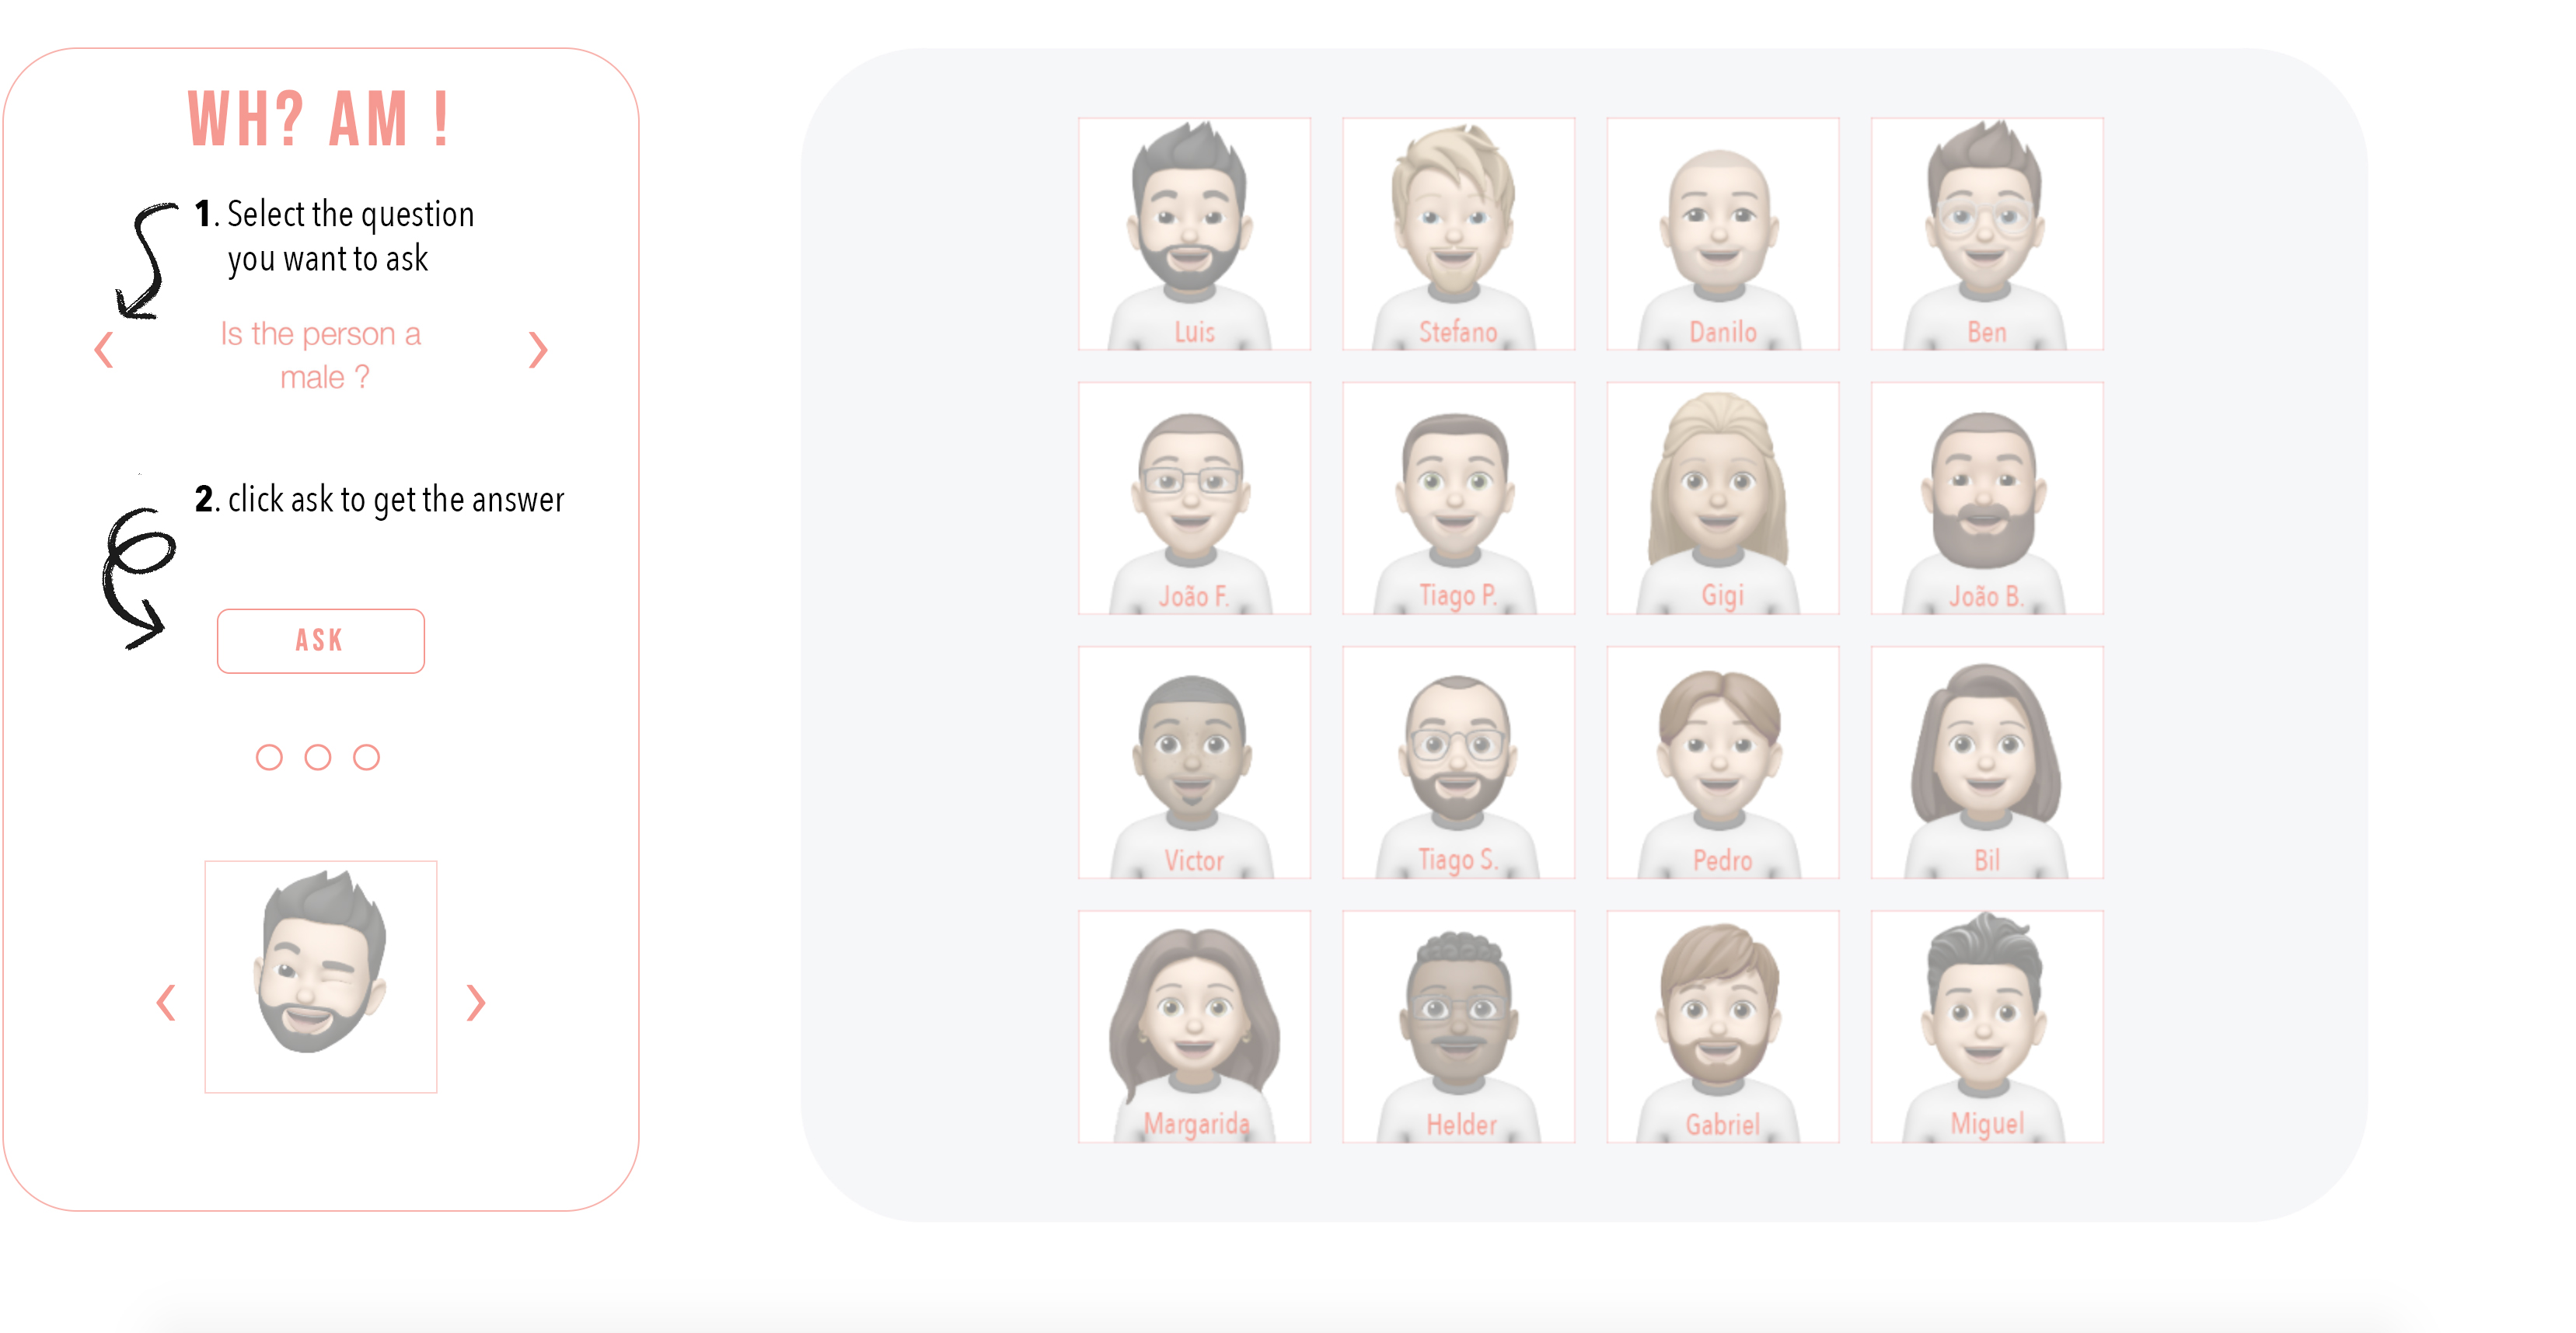 WH? AM !
1. Select the question
you want to ask
Is the person a
male ?
2. click ask to get the answer
ASK
Luis
Stefano
Danilo
Ben
João F.
Tiago P.
Gigi
João B.
Victor
Tiago S.
Pedro
Bil
Margarida
Helder
Gabriel
Miguel